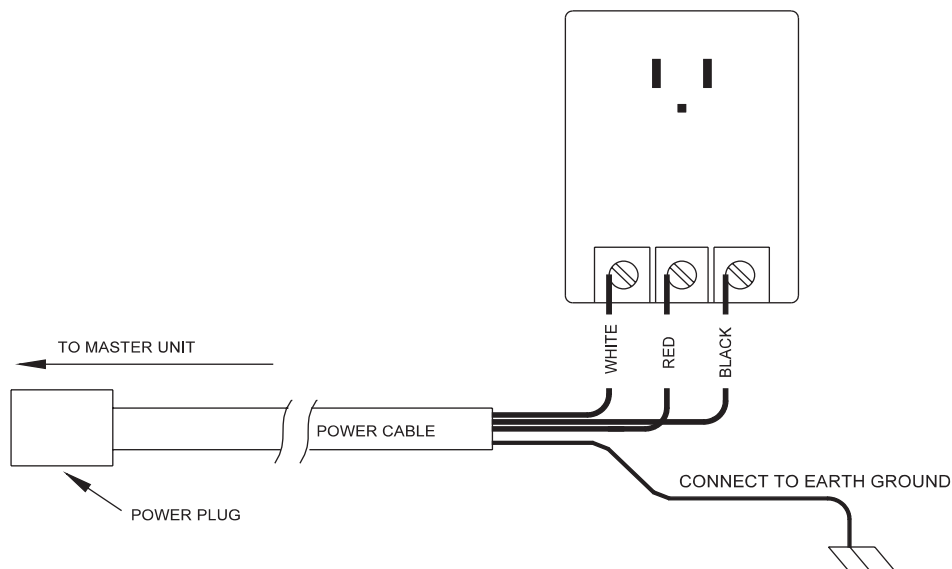 WHITE
RED
BLACK
TO MASTER UNIT
POWER CABLE
CONNECT TO EARTH GROUND
POWER PLUG